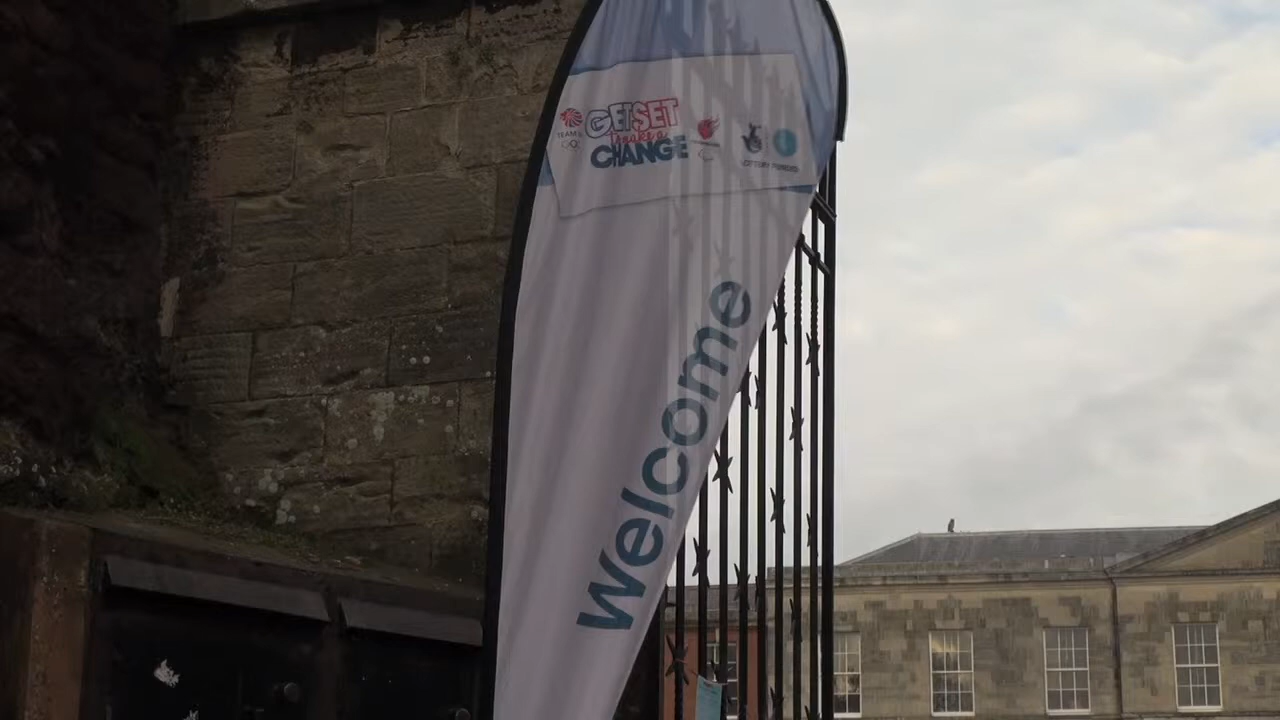 TEAM GB
GET SET
to make a
CHANGE
LOTTERY FUNDED
Welcome